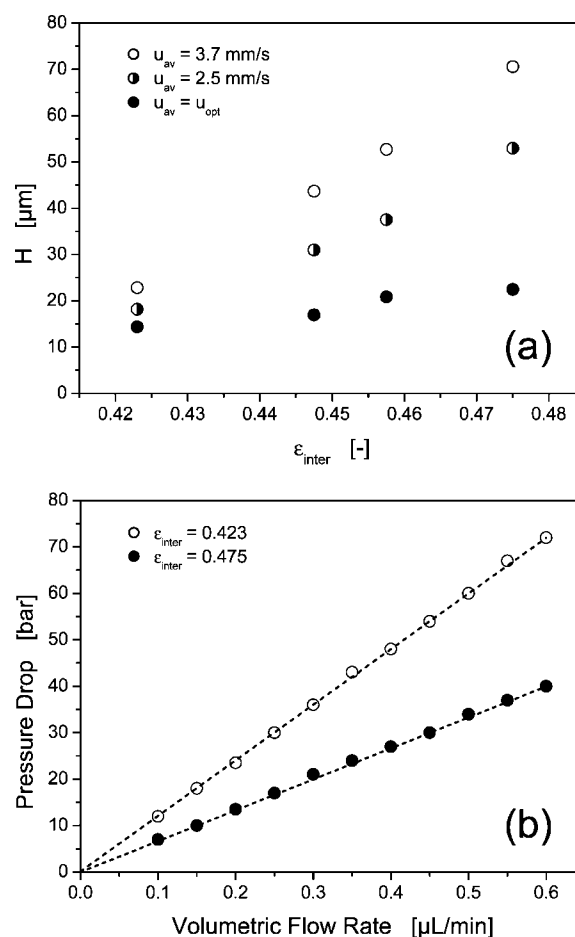 80
70
60
50
40
30
20
10
0
H [µm]
u_av = 3.7 mm/s
u_av = 2.5 mm/s
u_av = u_opt
(a)
0.42 0.43 0.44 0.45 0.46 0.47 0.48
ε_inter [-]
80
70
60
50
40
30
20
10
0
Pressure Drop [bar]
ε_inter = 0.423
ε_inter = 0.475
(b)
0.0 0.1 0.2 0.3 0.4 0.5 0.6
Volumetric Flow Rate [µL/min]